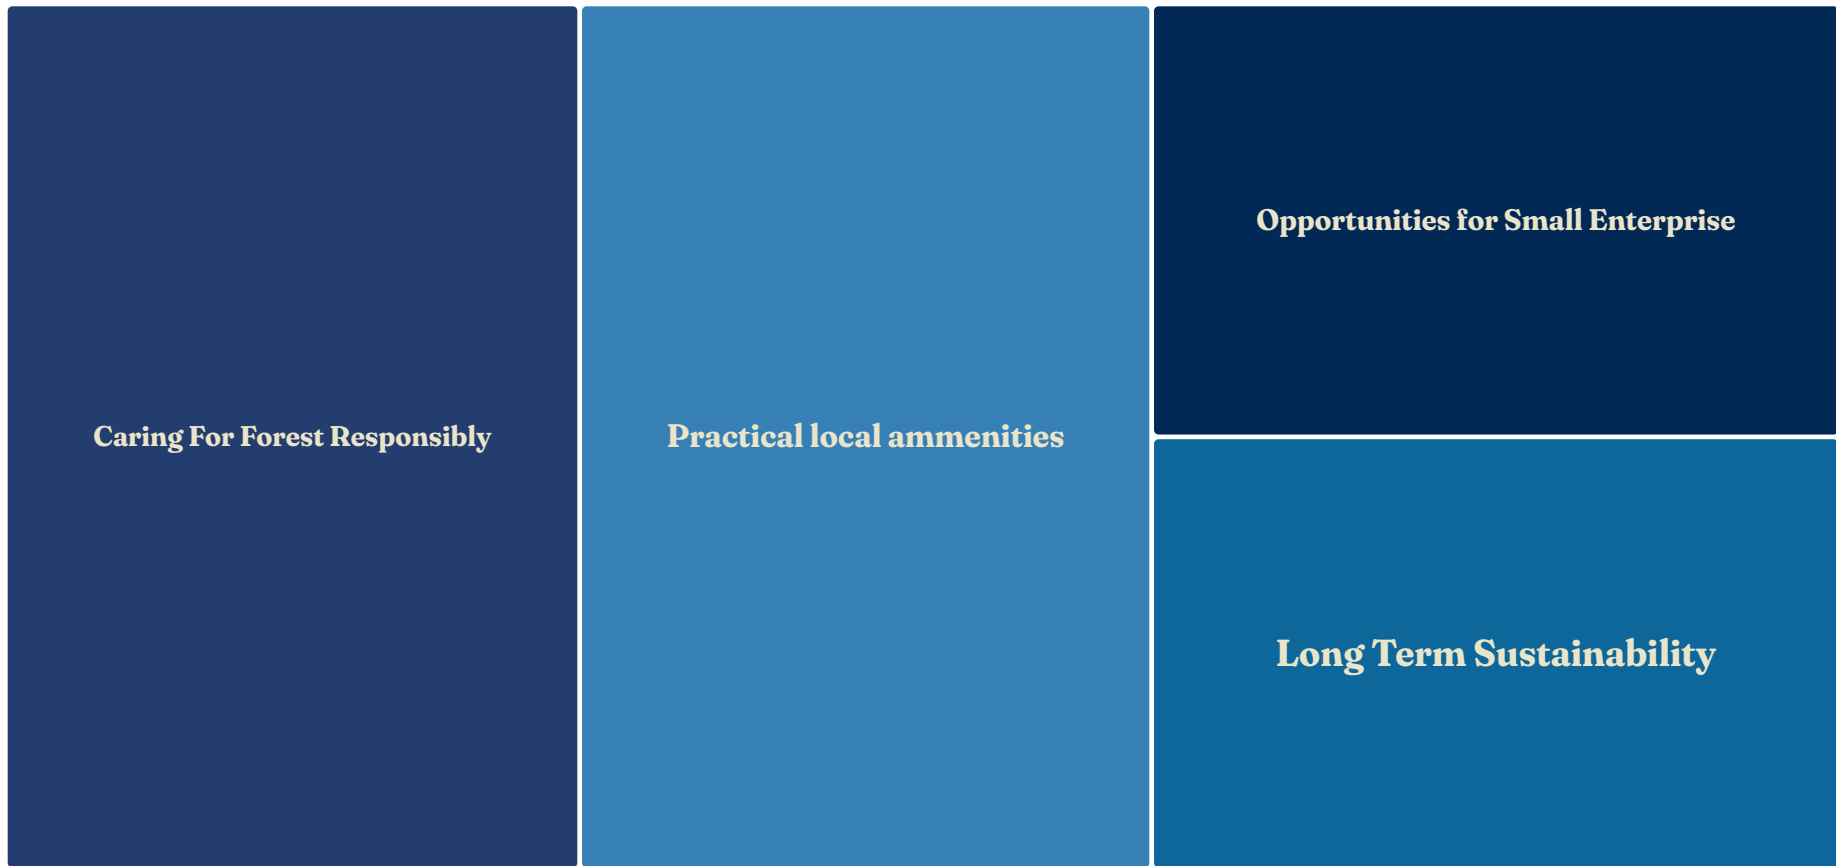 Caring For Forest Responsibly
Practical local ammenities
Opportunities for Small Enterprise
Long Term Sustainability